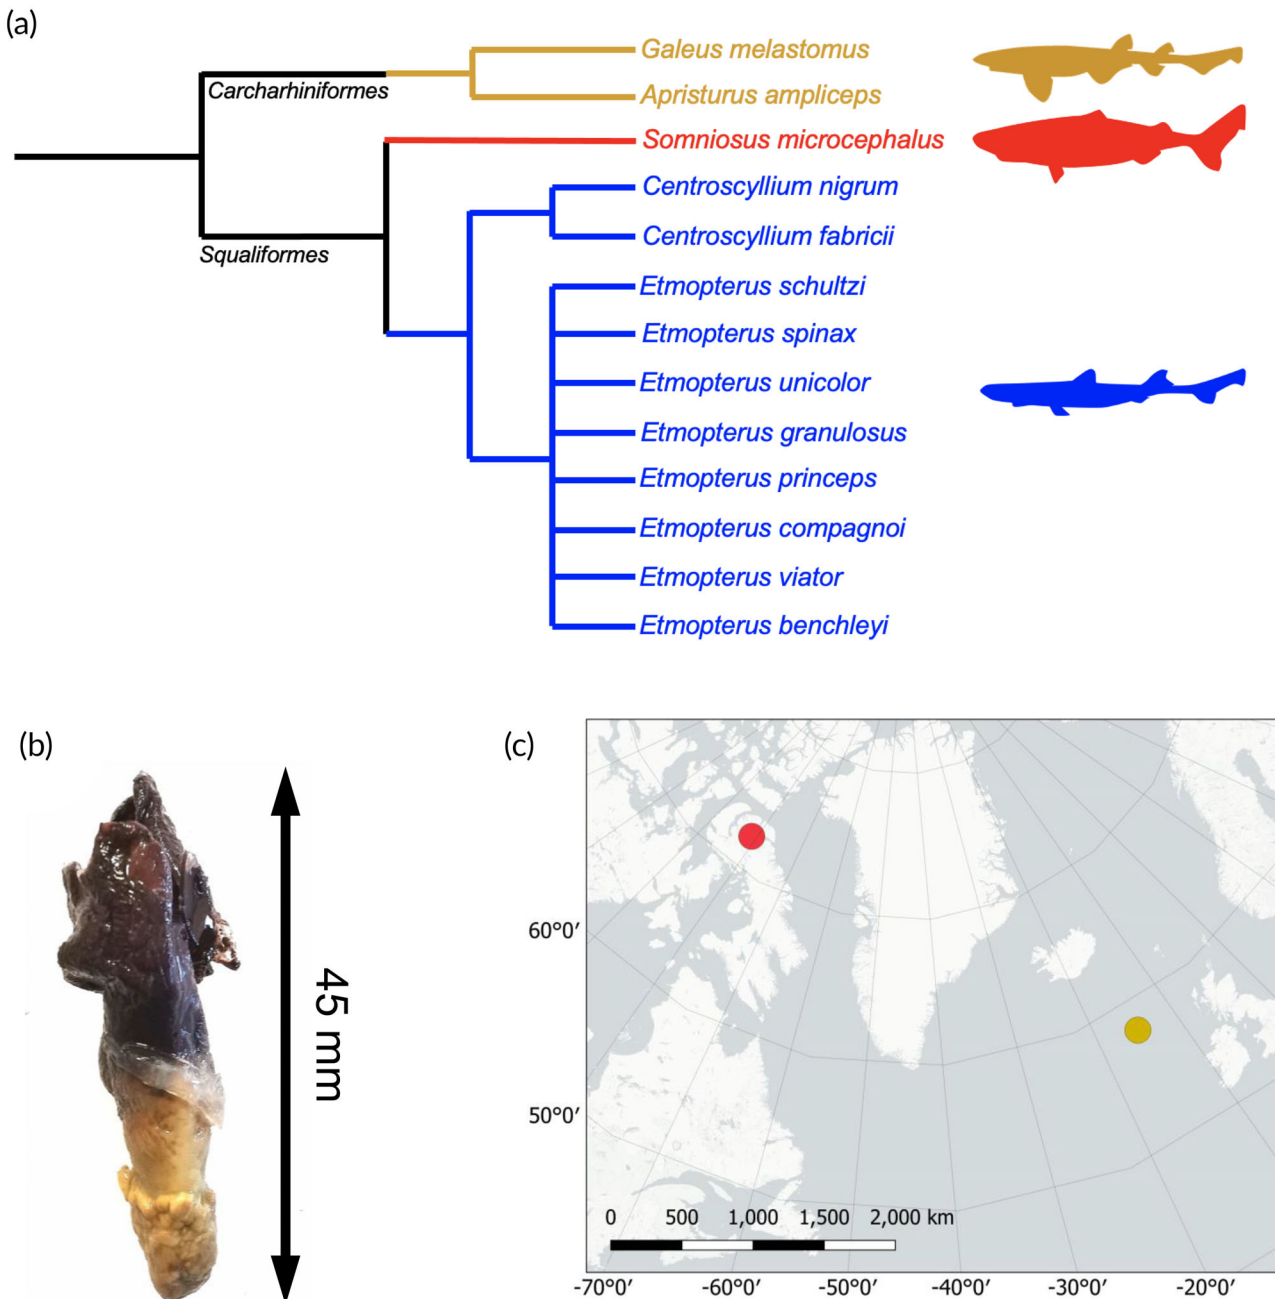 (a)
Galeus melastomus
Carcharhiniformes
Apristurus ampliceps
Somniosus microcephalus
Centroscyllium nigrum
Squaliformes
Centroscyllium fabricii
Etmopterus schultzi
Etmopterus spinax
Etmopterus unicolor
Etmopterus granulosus
Etmopterus princeps
Etmopterus compagnoi
Etmopterus viator
Etmopterus benchleyi
(b)
45 mm
(c)
60°0′
50°0′
0 500 1,000 1,500 2,000 km
-70°0′ -60°0′ -50°0′ -40°0′ -30°0′ -20°0′